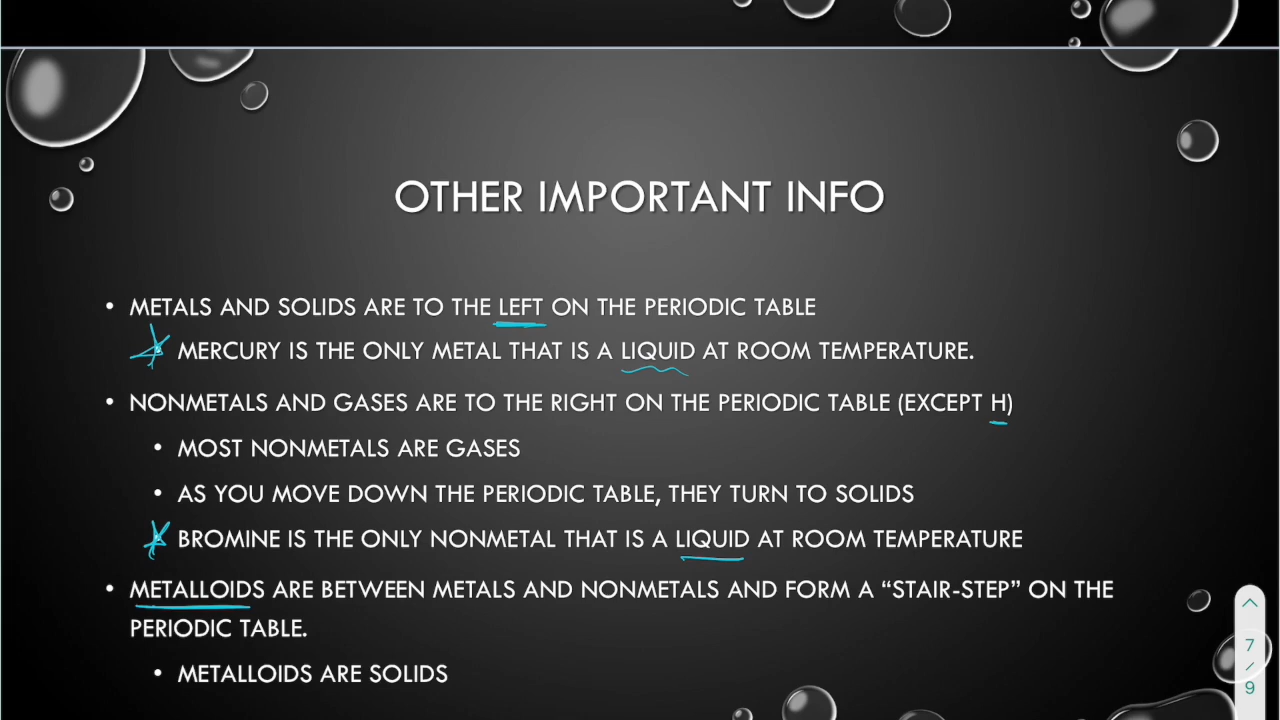 OTHER IMPORTANT INFO
• METALS AND SOLIDS ARE TO THE LEFT ON THE PERIODIC TABLE
MERCURY IS THE ONLY METAL THAT IS A LIQUID AT ROOM TEMPERATURE.
• NONMETALS AND GASES ARE TO THE RIGHT ON THE PERIODIC TABLE (EXCEPT H)
• MOST NONMETALS ARE GASES
• AS YOU MOVE DOWN THE PERIODIC TABLE, THEY TURN TO SOLIDS
BROMINE IS THE ONLY NONMETAL THAT IS A LIQUID AT ROOM TEMPERATURE
• METALLOIDS ARE BETWEEN METALS AND NONMETALS AND FORM A “STAIR-STEP” ON THE
PERIODIC TABLE.
• METALLOIDS ARE SOLIDS
7
/
9